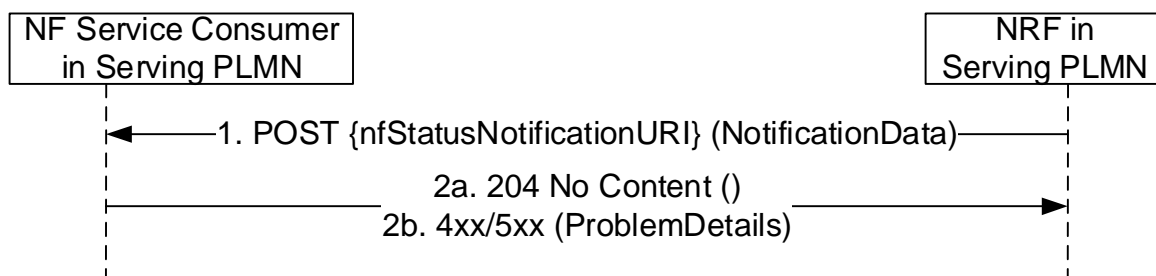 NF Service Consumer
in Serving PLMN
NRF in
Serving PLMN
1. POST {nfStatusNotificationURI} (NotificationData)
2a. 204 No Content ()
2b. 4xx/5xx (ProblemDetails)